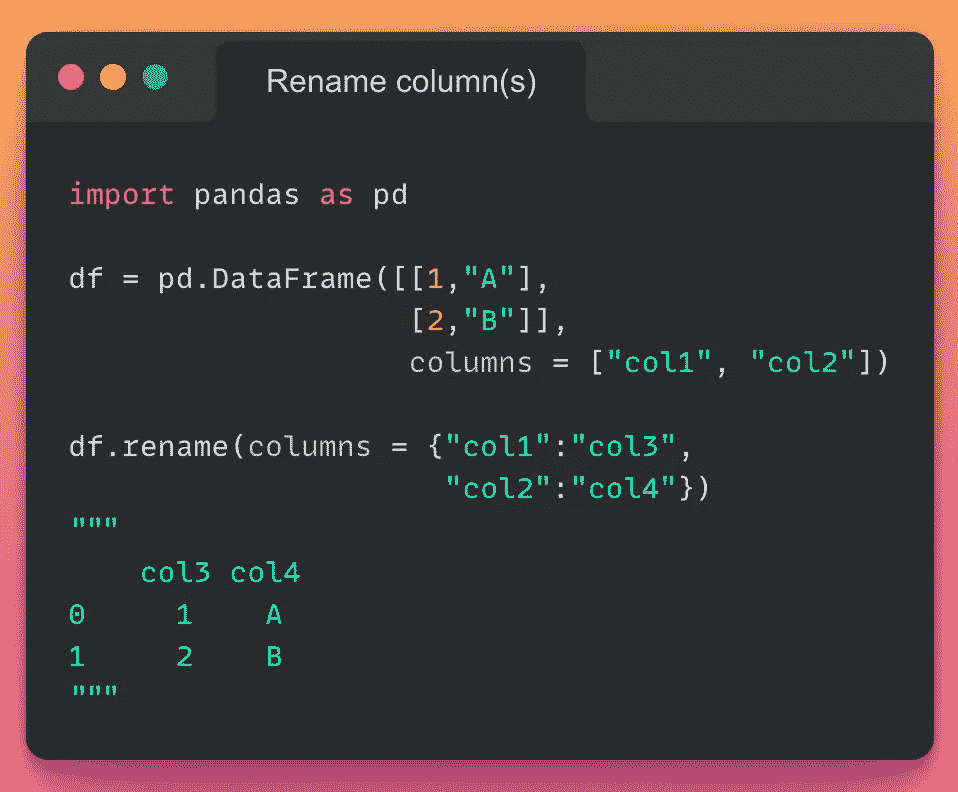 Rename column(s)
import pandas as pd
df = pd.DataFrame([[1,"A"],
                   [2,"B"]],
                   columns = ["col1", "col2"])
df.rename(columns = {"col1":"col3",
                     "col2":"col4"})
"""
    col3 col4
0     1    A
1     2    B
"""